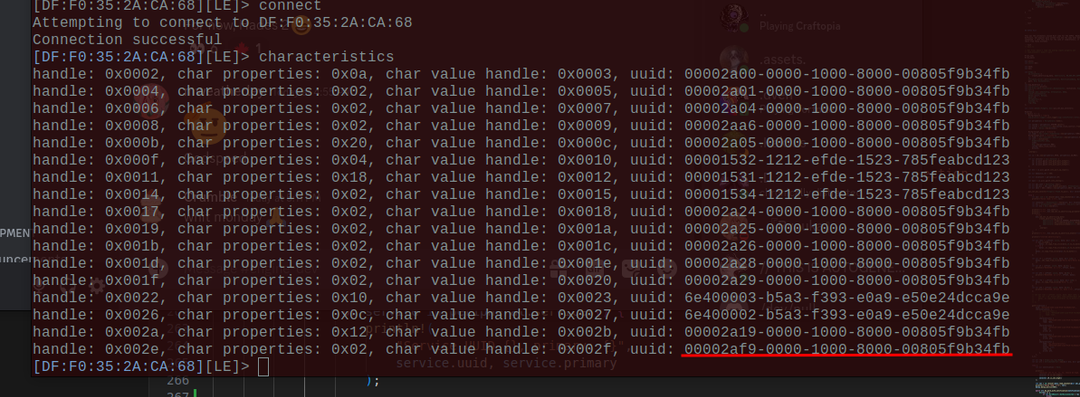 [DF:F0:35:2A:CA:68][LE]> connect
Attempting to connect to DF:F0:35:2A:CA:68
Connection successful
[DF:F0:35:2A:CA:68][LE]> characteristics
handle: 0x0002, char properties: 0x0a, char value handle: 0x0003, uuid: 00002a00-0000-1000-8000-00805f9b34fb
handle: 0x0004, char properties: 0x02, char value handle: 0x0005, uuid: 00002a01-0000-1000-8000-00805f9b34fb
handle: 0x0006, char properties: 0x02, char value handle: 0x0007, uuid: 00002a04-0000-1000-8000-00805f9b34fb
handle: 0x0008, char properties: 0x02, char value handle: 0x0009, uuid: 00002aa6-0000-1000-8000-00805f9b34fb
handle: 0x000b, char properties: 0x20, char value handle: 0x000c, uuid: 00002a05-0000-1000-8000-00805f9b34fb
handle: 0x000f, char properties: 0x04, char value handle: 0x0010, uuid: 00001532-1212-efde-1523-785feabcd123
handle: 0x0011, char properties: 0x18, char value handle: 0x0012, uuid: 00001531-1212-efde-1523-785feabcd123
handle: 0x0014, char properties: 0x02, char value handle: 0x0015, uuid: 00001534-1212-efde-1523-785feabcd123
handle: 0x0017, char properties: 0x02, char value handle: 0x0018, uuid: 00002a24-0000-1000-8000-00805f9b34fb
handle: 0x0019, char properties: 0x02, char value handle: 0x001a, uuid: 00002a25-0000-1000-8000-00805f9b34fb
handle: 0x001b, char properties: 0x02, char value handle: 0x001c, uuid: 00002a26-0000-1000-8000-00805f9b34fb
handle: 0x001d, char properties: 0x02, char value handle: 0x001e, uuid: 00002a28-0000-1000-8000-00805f9b34fb
handle: 0x001f, char properties: 0x02, char value handle: 0x0020, uuid: 00002a29-0000-1000-8000-00805f9b34fb
handle: 0x0022, char properties: 0x10, char value handle: 0x0023, uuid: 6e400003-b5a3-f393-e0a9-e50e24dcca9e
handle: 0x0026, char properties: 0x0c, char value handle: 0x0027, uuid: 6e400002-b5a3-f393-e0a9-e50e24dcca9e
handle: 0x002a, char properties: 0x12, char value handle: 0x002b, uuid: 00002a19-0000-1000-8000-00805f9b34fb
handle: 0x002e, char properties: 0x02, char value handle: 0x002f, uuid: 00002af9-0000-1000-8000-00805f9b34fb
[DF:F0:35:2A:CA:68][LE]>
Playing Craftopia
.assets.
service.uuid, service.primary
266
);
267